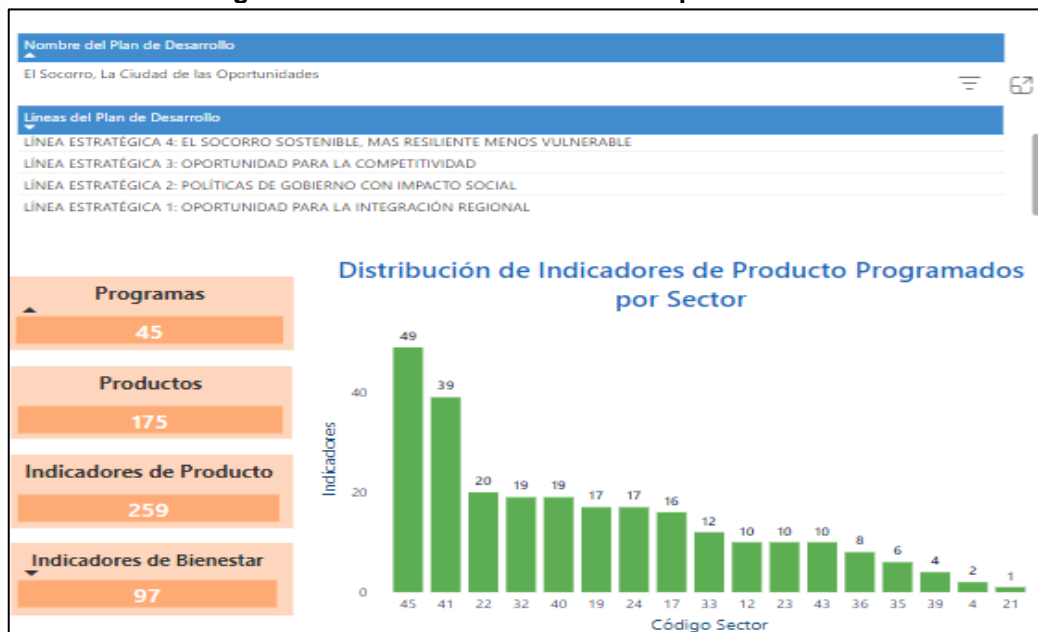 Nombre del Plan de Desarrollo
El Socorro, La Ciudad de las Oportunidades
Líneas del Plan de Desarrollo
LÍNEA ESTRATÉGICA 4: EL SOCORRO SOSTENIBLE, MAS RESILIENTE MENOS VULNERABLE
LÍNEA ESTRATÉGICA 3: OPORTUNIDAD PARA LA COMPETITIVIDAD
LÍNEA ESTRATÉGICA 2: POLÍTICAS DE GOBIERNO CON IMPACTO SOCIAL
LÍNEA ESTRATÉGICA 1: OPORTUNIDAD PARA LA INTEGRACIÓN REGIONAL
Programas
45
Productos
175
Indicadores de Producto
259
Indicadores de Bienestar
97
Distribución de Indicadores de Producto Programados
por Sector
Indicadores
40
20
0
49
39
20
19
19
17
17
16
12
10
10
10
8
6
4
2
1
45 41 22 32 40 19 24 17 33 12 23 43 36 35 39 4 21
Código Sector